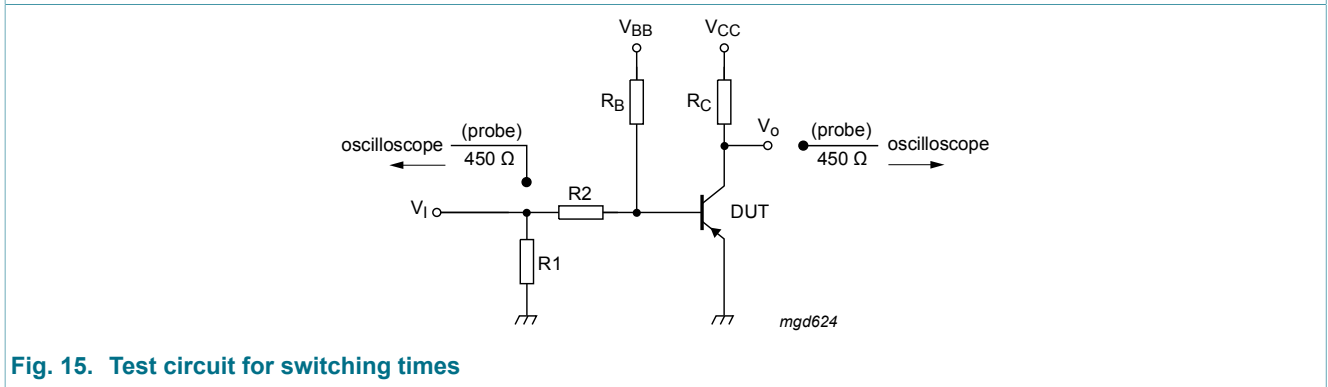 VBB VCC
RB RC
Vo
oscilloscope (probe) 450 Ω
(probe) 450 Ω oscilloscope
VI R2 DUT
R1
mgd624
Fig. 15. Test circuit for switching times